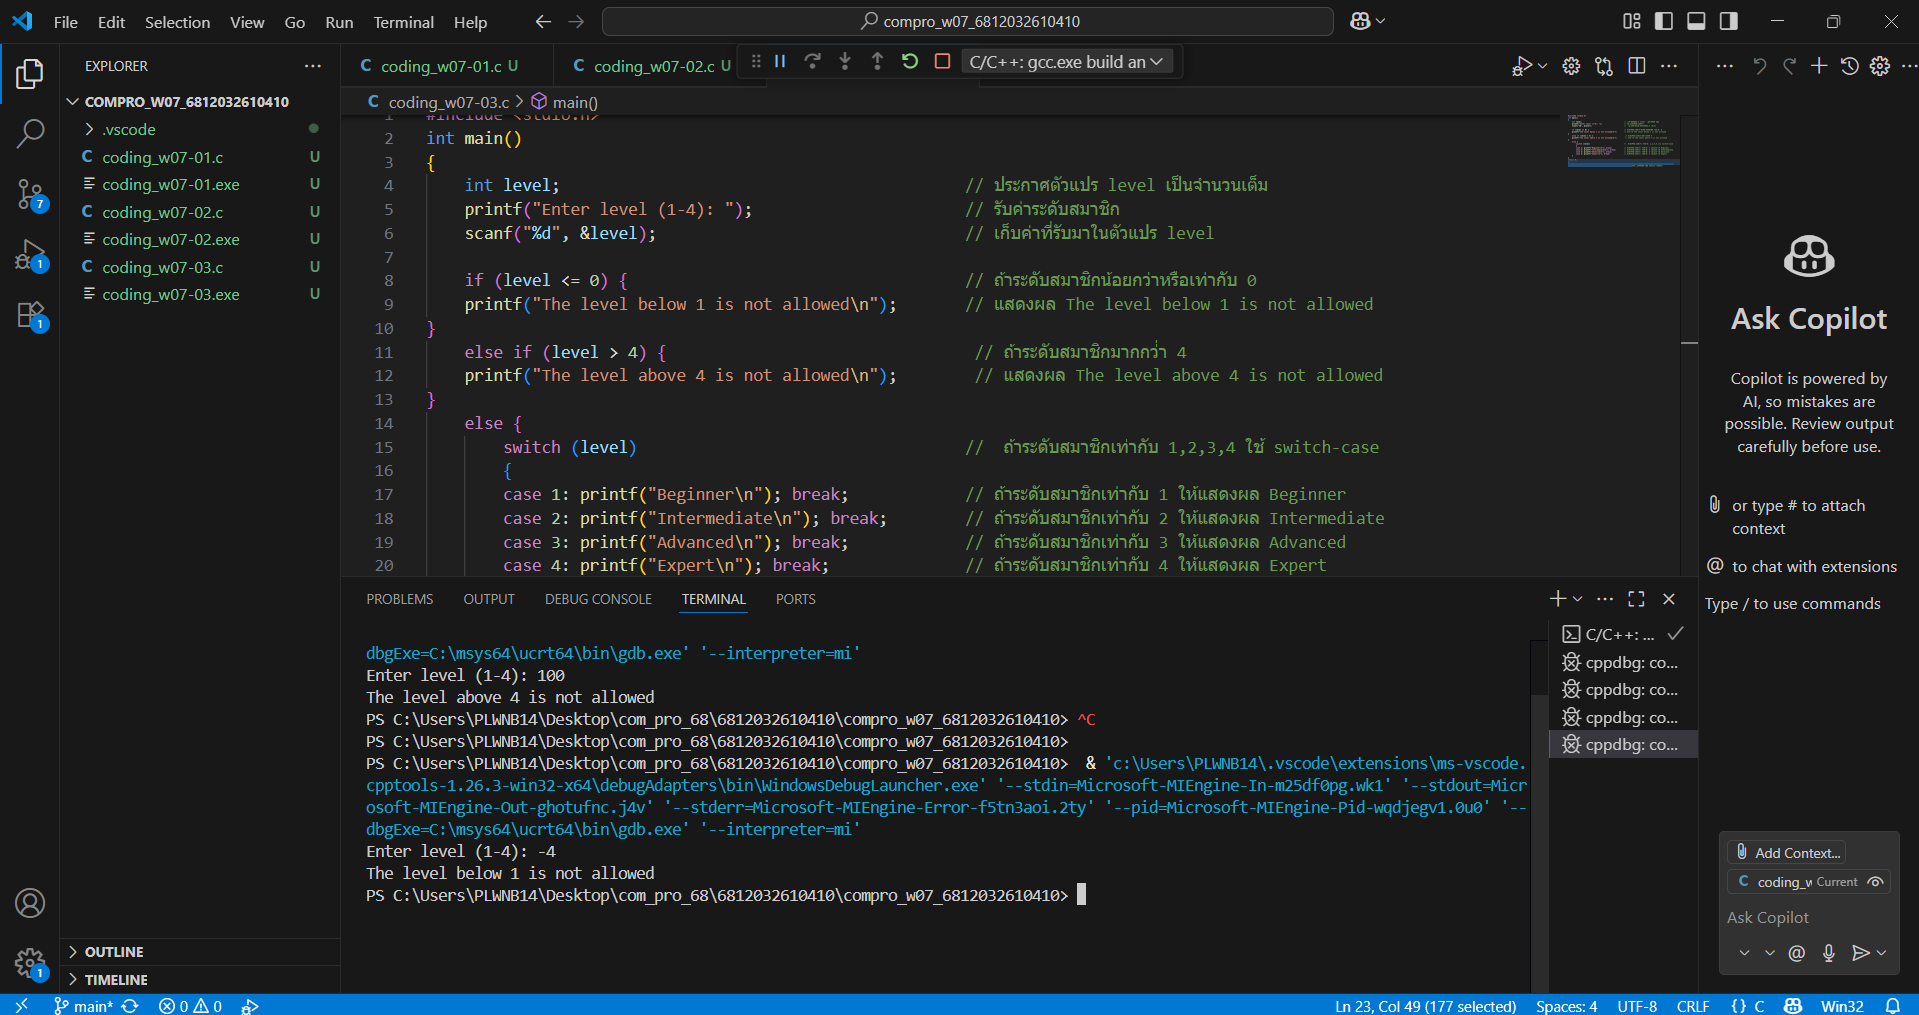 File Edit Selection View Go Run Terminal Help
compro_w07_6812032610410
EXPLORER
COMPRO_W07_6812032610410
.vscode
coding_w07-01.c U
coding_w07-01.exe U
coding_w07-02.c U
coding_w07-02.exe U
coding_w07-03.c U
coding_w07-03.exe U
OUTLINE
TIMELINE
7
1
1
1
C coding_w07-01.c U
C coding_w07-02.c U
C/C++: gcc.exe build an
C coding_w07-03.c > main()
1 #include <stdio.h>
2 int main()
3 {
4 int level; // ประกาศตัวแปร level เป็นจำนวนเต็ม
5 printf("Enter level (1-4): "); // รับค่าระดับสมาชิก
6 scanf("%d", &level); // เก็บค่าที่รับมาในตัวแปร level
7
8 if (level <= 0) { // ถ้าระดับสมาชิกน้อยกว่าหรือเท่ากับ 0
9 printf("The level below 1 is not allowed\n"); // แสดงผล The level below 1 is not allowed
10 }
11 else if (level > 4) { // ถ้าระดับสมาชิกมากกว่า 4
12 printf("The level above 4 is not allowed\n"); // แสดงผล The level above 4 is not allowed
13 }
14 else {
15 switch (level) // ถ้าระดับสมาชิกเท่ากับ 1,2,3,4 ใช้ switch-case
16 {
17 case 1: printf("Beginner\n"); break; // ถ้าระดับสมาชิกเท่ากับ 1 ให้แสดงผล Beginner
18 case 2: printf("Intermediate\n"); break; // ถ้าระดับสมาชิกเท่ากับ 2 ให้แสดงผล Intermediate
19 case 3: printf("Advanced\n"); break; // ถ้าระดับสมาชิกเท่ากับ 3 ให้แสดงผล Advanced
20 case 4: printf("Expert\n"); break; // ถ้าระดับสมาชิกเท่ากับ 4 ให้แสดงผล Expert
PROBLEMS OUTPUT DEBUG CONSOLE TERMINAL PORTS
dbgExe=C:\msys64\ucrt64\bin\gdb.exe' '--interpreter=mi'
Enter level (1-4): 100
The level above 4 is not allowed
PS C:\Users\PLWNB14\Desktop\com_pro_68\6812032610410\compro_w07_6812032610410> ^C
PS C:\Users\PLWNB14\Desktop\com_pro_68\6812032610410\compro_w07_6812032610410>
PS C:\Users\PLWNB14\Desktop\com_pro_68\6812032610410\compro_w07_6812032610410> & 'c:\Users\PLWNB14\.vscode\extensions\ms-vscode.
cpptools-1.26.3-win32-x64\debugAdapters\bin\WindowsDebugLauncher.exe' '--stdin=Microsoft-MIEngine-In-m25df0pg.wk1' '--stdout=Micr
osoft-MIEngine-Out-ghotufnc.j4v' '--stderr=Microsoft-MIEngine-Error-f5tn3aoi.2ty' '--pid=Microsoft-MIEngine-Pid-wqdjegv1.0u0' '--
dbgExe=C:\msys64\ucrt64\bin\gdb.exe' '--interpreter=mi'
Enter level (1-4): -4
The level below 1 is not allowed
PS C:\Users\PLWNB14\Desktop\com_pro_68\6812032610410\compro_w07_6812032610410>
C/C++: ...
cppdbg: co...
cppdbg: co...
cppdbg: co...
cppdbg: co...
Ask Copilot
Copilot is powered by
AI, so mistakes are
possible. Review output
carefully before use.
or type # to attach
context
@ to chat with extensions
Type / to use commands
Add Context...
C coding_w Current
Ask Copilot
main* 0 0
Ln 23, Col 49 (177 selected) Spaces: 4 UTF-8 CRLF {} C Win32